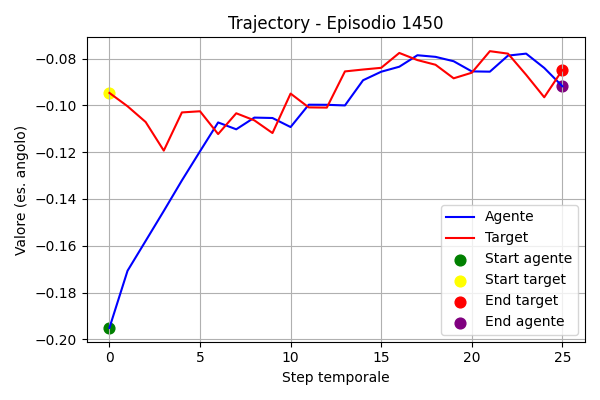 Trajectory - Episodio 1450
Valore (es. angolo)
−0.08
−0.10
−0.12
−0.14
−0.16
−0.18
−0.20
0
5
10
15
20
25
Step temporale
Agente
Target
Start agente
Start target
End target
End agente